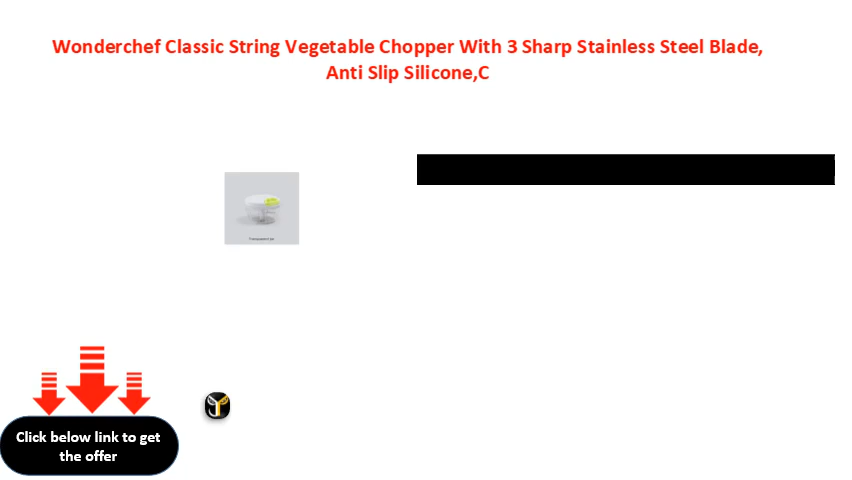 Wonderchef Classic String Vegetable Chopper With 3 Sharp Stainless Steel Blade,
Anti Slip Silicone,C
Click below link to get
the offer